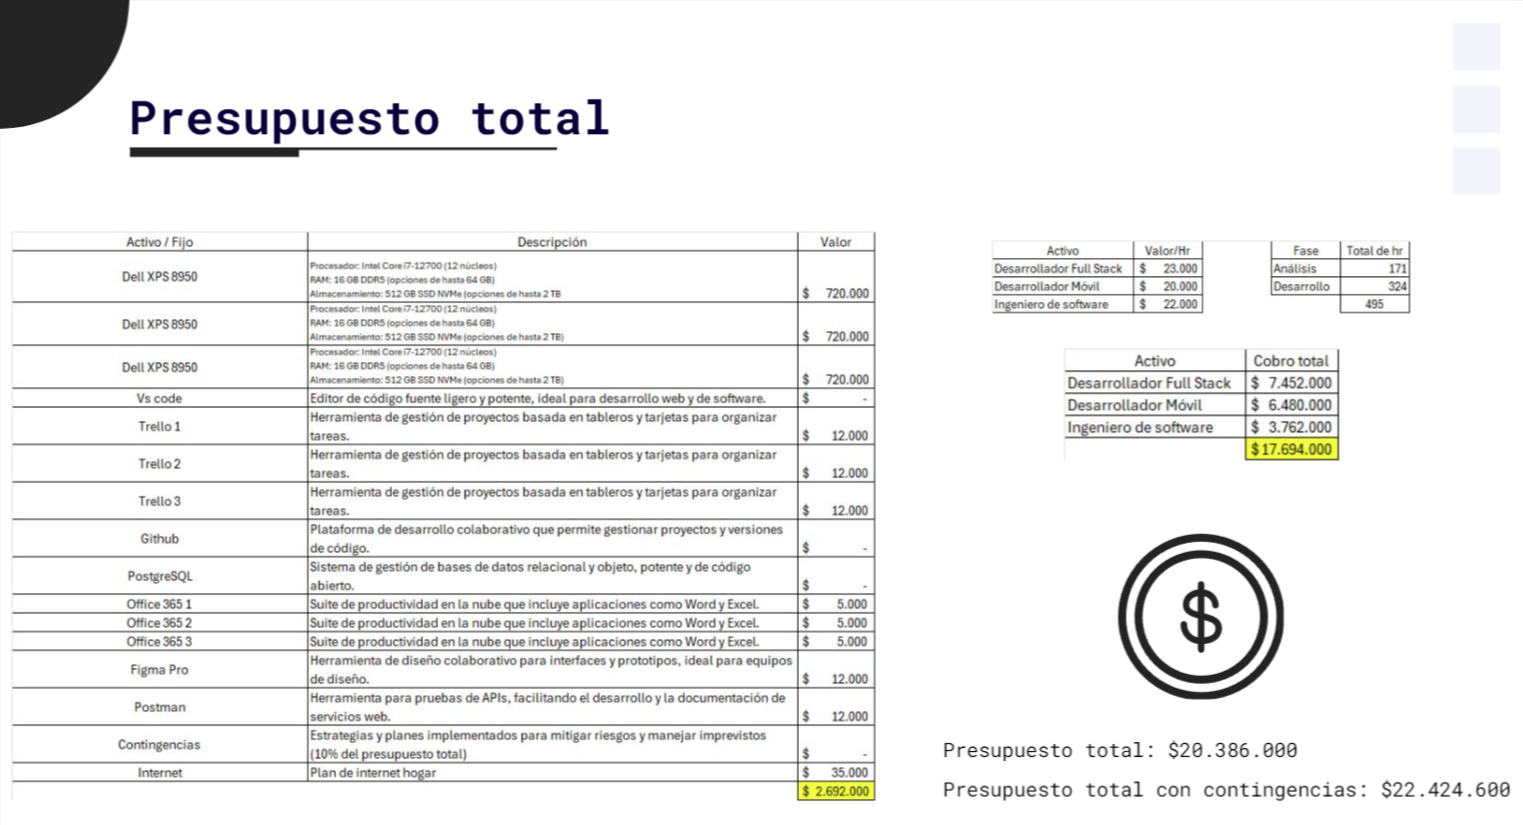 Presupuesto total
Activo / Fijo Descripción Valor
Dell XPS 8950
Procesador: Intel Core i7-12700 (12 núcleos)
RAM: 16 GB DDR5 (opciones de hasta 64 GB)
Almacenamiento: 512 GB SSD NVMe (opciones de hasta 2 TB
$ 720.000
Dell XPS 8950
Procesador: Intel Core i7-12700 (12 núcleos)
RAM: 16 GB DDR5 (opciones de hasta 64 GB)
Almacenamiento: 512 GB SSD NVMe (opciones de hasta 2 TB)
$ 720.000
Dell XPS 8950
Procesador: Intel Core i7-12700 (12 núcleos)
RAM: 16 GB DDR5 (opciones de hasta 64 GB)
Almacenamiento: 512 GB SSD NVMe (opciones de hasta 2 TB)
$ 720.000
Vs code Editor de código fuente ligero y potente, ideal para desarrollo web y de software. $ -
Trello 1
Herramienta de gestión de proyectos basada en tableros y tarjetas para organizar
tareas. $ 12.000
Trello 2
Herramienta de gestión de proyectos basada en tableros y tarjetas para organizar
tareas. $ 12.000
Trello 3
Herramienta de gestión de proyectos basada en tableros y tarjetas para organizar
tareas. $ 12.000
Github
Plataforma de desarrollo colaborativo que permite gestionar proyectos y versiones
de código. $ -
PostgreSQL
Sistema de gestión de bases de datos relacional y objeto, potente y de código
abierto. $ -
Office 365 1 Suite de productividad en la nube que incluye aplicaciones como Word y Excel. $ 5.000
Office 365 2 Suite de productividad en la nube que incluye aplicaciones como Word y Excel. $ 5.000
Office 365 3 Suite de productividad en la nube que incluye aplicaciones como Word y Excel. $ 5.000
Figma Pro
Herramienta de diseño colaborativo para interfaces y prototipos, ideal para equipos
de diseño. $ 12.000
Postman
Herramienta para pruebas de APIs, facilitando el desarrollo y la documentación de
servicios web. $ 12.000
Contingencias
Estrategias y planes implementados para mitigar riesgos y manejar imprevistos
(10% del presupuesto total) $ -
Internet Plan de internet hogar $ 35.000
$ 2.692.000
Activo Valor/Hr
Desarrollador Full Stack $ 23.000
Desarrollador Móvil $ 20.000
Ingeniero de software $ 22.000
Fase Total de hr
Análisis 171
Desarrollo 324
495
Activo Cobro total
Desarrollador Full Stack $ 7.452.000
Desarrollador Móvil $ 6.480.000
Ingeniero de software $ 3.762.000
$ 17.694.000
$
Presupuesto total: $20.386.000
Presupuesto total con contingencias: $22.424.600